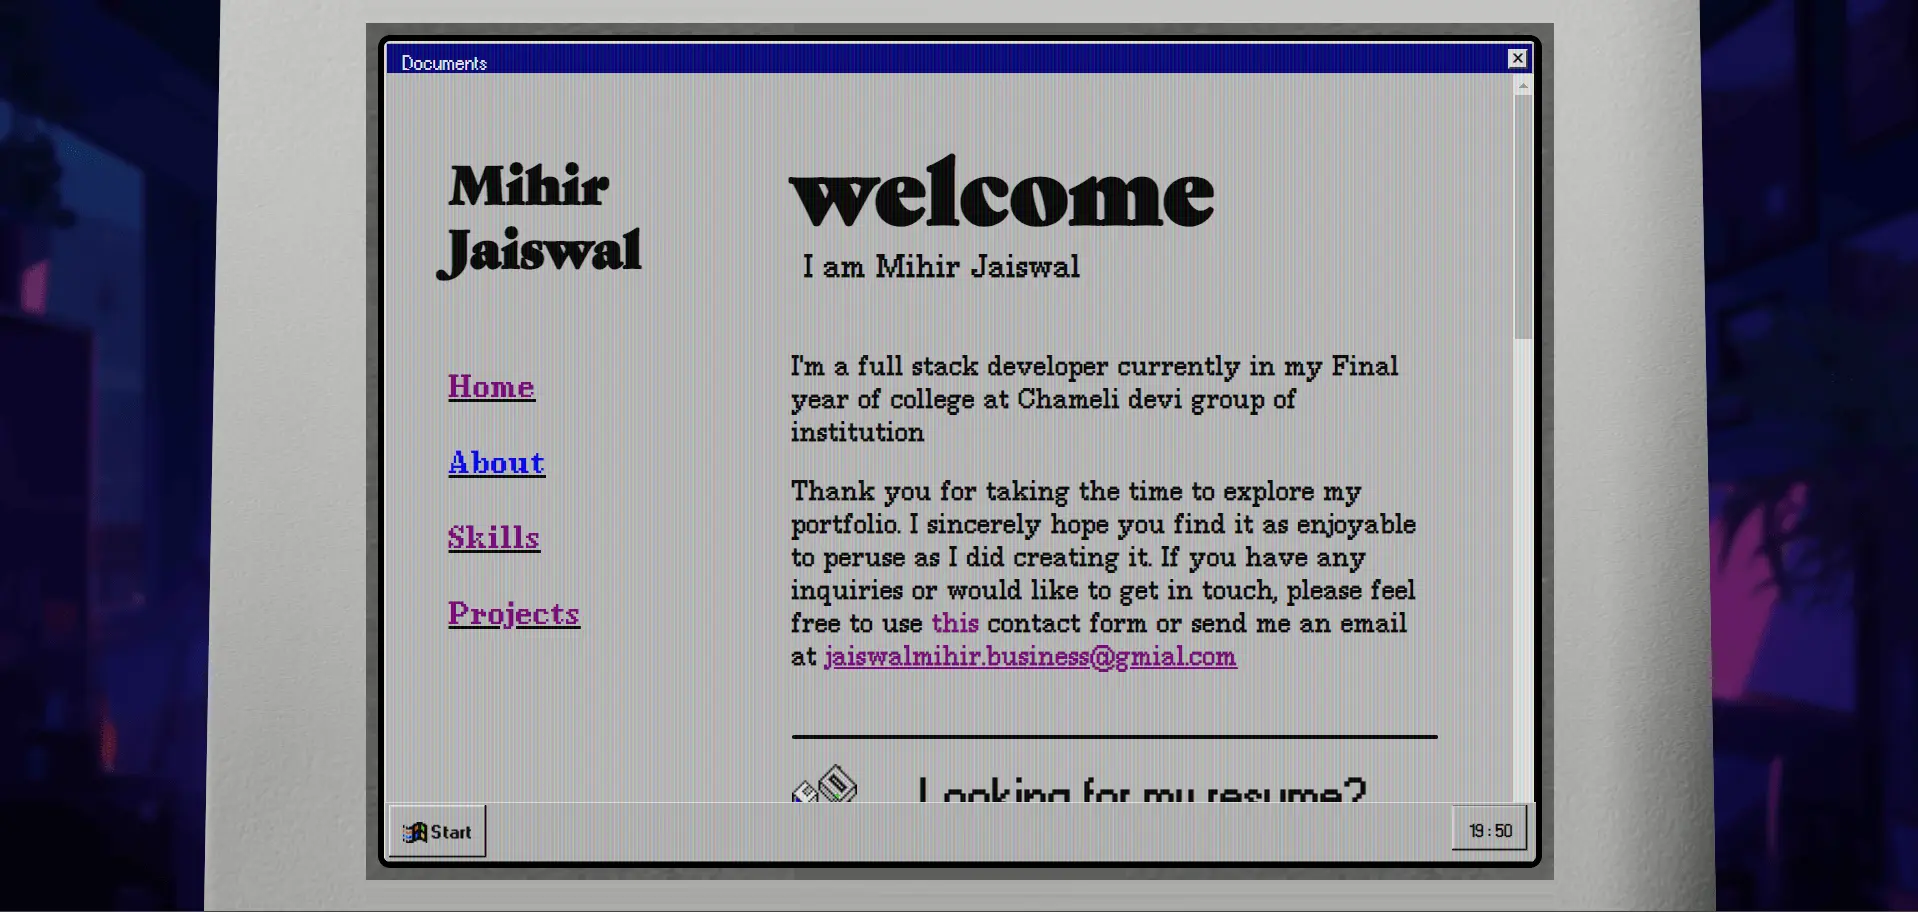 Documents
Mihir
Jaiswal
Home
About
Skills
Projects
welcome
I am Mihir Jaiswal
I'm a full stack developer currently in my Final
year of college at Chameli devi group of
institution
Thank you for taking the time to explore my
portfolio. I sincerely hope you find it as enjoyable
to peruse as I did creating it. If you have any
inquiries or would like to get in touch, please feel
free to use this contact form or send me an email
at jaiswalmihir.business@gmial.com
Looking for my resume?
Start
19:50